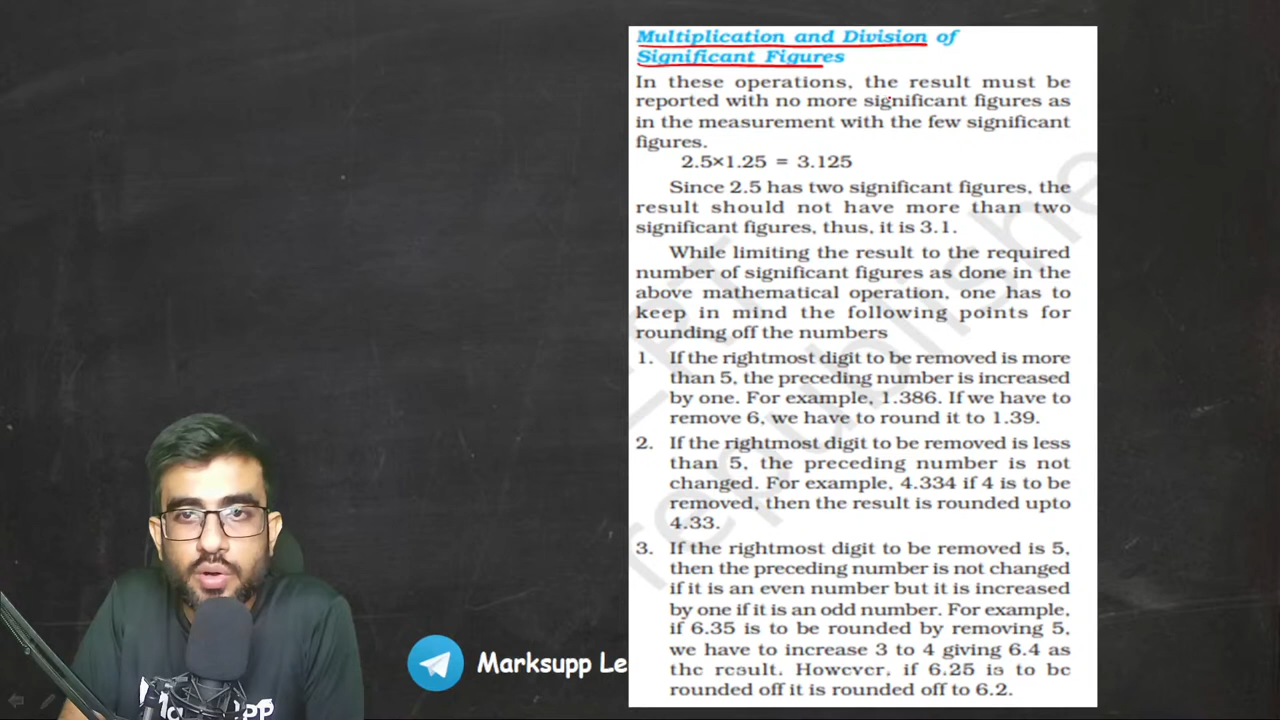 Multiplication and Division of
Significant Figures
In these operations, the result must be
reported with no more significant figures as
in the measurement with the few significant
figures.
2.5×1.25 = 3.125
Since 2.5 has two significant figures, the
result should not have more than two
significant figures, thus, it is 3.1.
While limiting the result to the required
number of significant figures as done in the
above mathematical operation, one has to
keep in mind the following points for
rounding off the numbers
1. If the rightmost digit to be removed is more
than 5, the preceding number is increased
by one. For example, 1.386. If we have to
remove 6, we have to round it to 1.39.
2. If the rightmost digit to be removed is less
than 5, the preceding number is not
changed. For example, 4.334 if 4 is to be
removed, then the result is rounded upto
4.33.
3. If the rightmost digit to be removed is 5,
then the preceding number is not changed
if it is an even number but it is increased
by one if it is an odd number. For example,
if 6.35 is to be rounded by removing 5,
we have to increase 3 to 4 giving 6.4 as
the result. However, if 6.25 is to be
rounded off it is rounded off to 6.2.
Marksupp Le